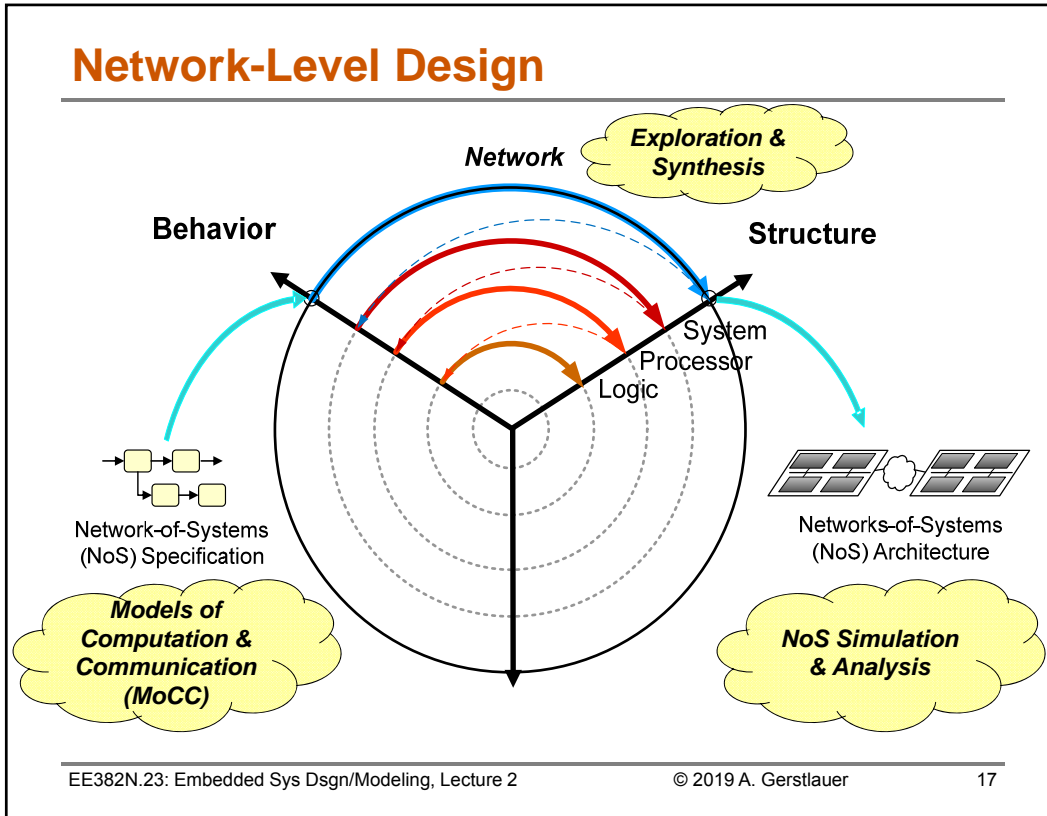 Network-Level Design
Network
Exploration &
Synthesis
Behavior
Structure
System
Processor
Logic
Network-of-Systems
(NoS) Specification
Networks-of-Systems
(NoS) Architecture
Models of
Computation &
Communication
(MoCC)
NoS Simulation
& Analysis
EE382N.23: Embedded Sys Dsgn/Modeling, Lecture 2
© 2019 A. Gerstlauer
17